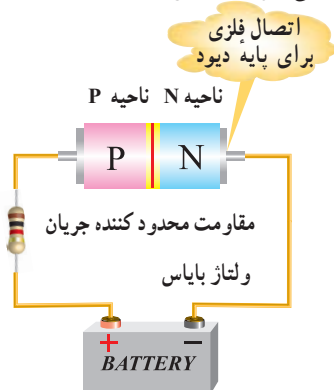 اتصال فلزی
برای پایهٔ دیود
ناحیه N ناحیه P
P N
مقاومت محدود کننده جریان
ولتاژ بایاس
+ −
BATTERY